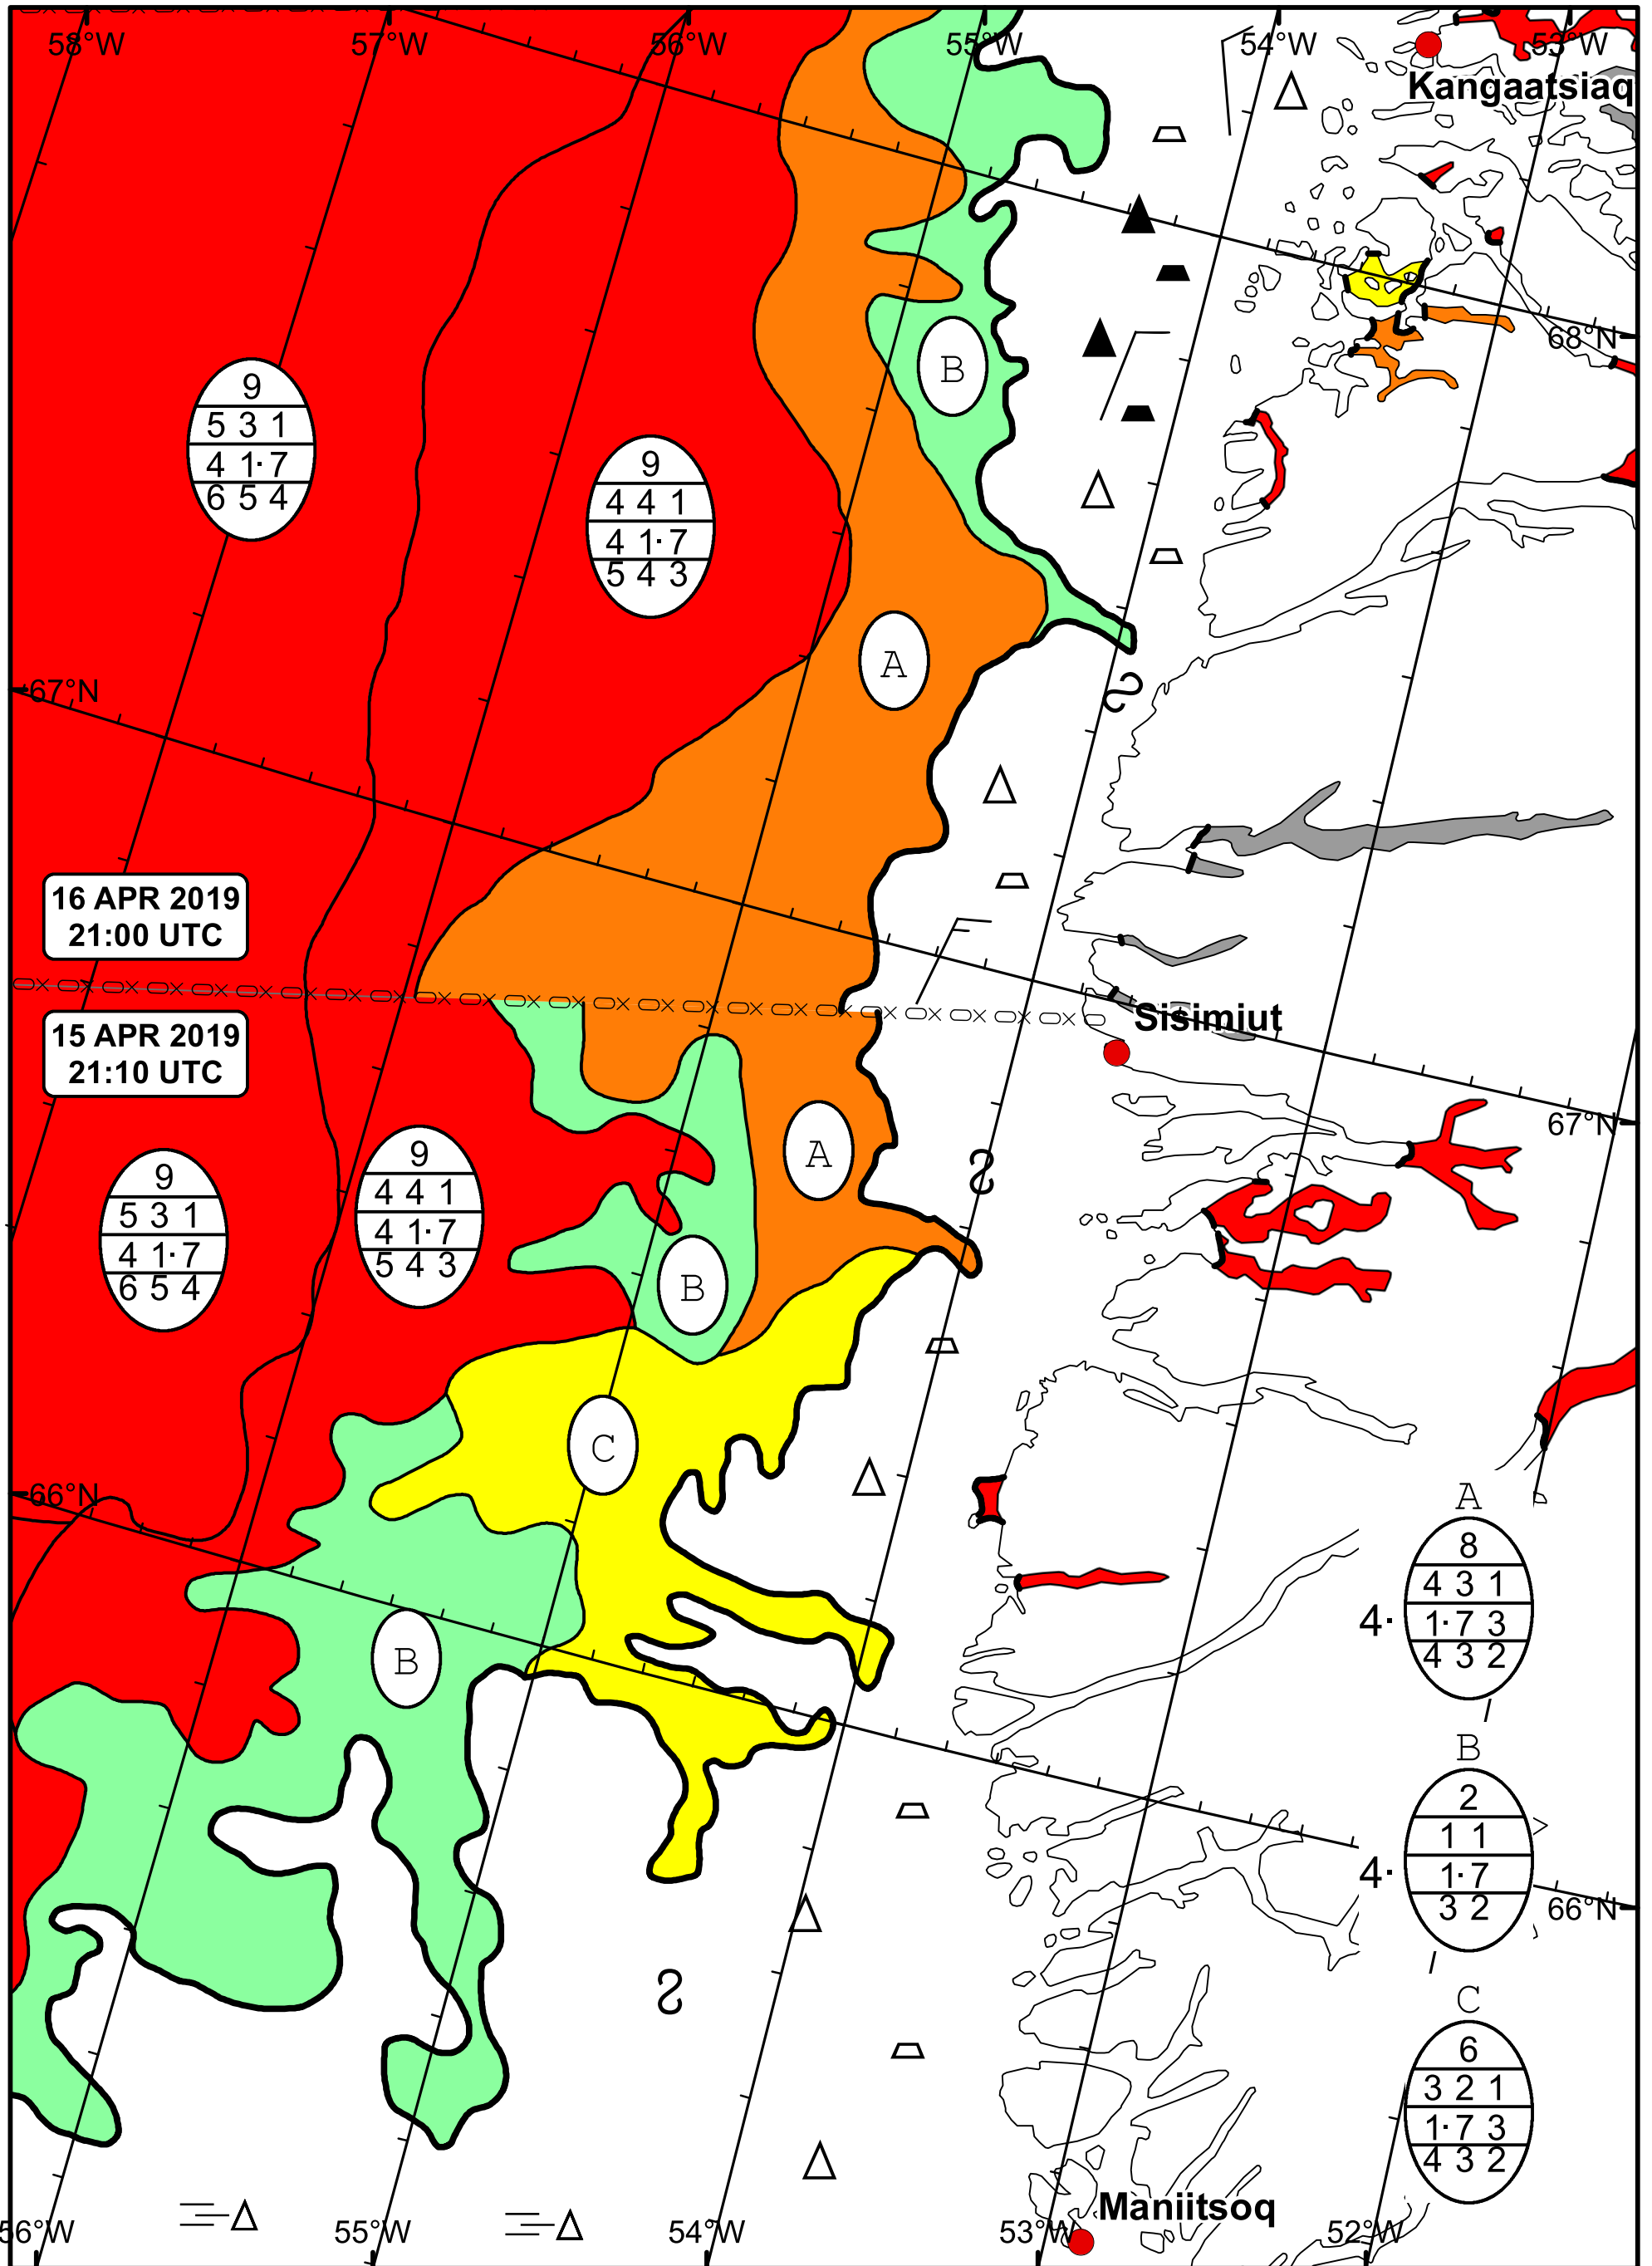 58°W
57°W
56°W
55°W
54°W
53°W
Kangaatsiaq
68°N
B
9
5 3 1
4 1·7
6 5 4
9
4 4 1
4 1·7
5 4 3
A
67°N
16 APR 2019
21:00 UTC
15 APR 2019
21:10 UTC
Sisimiut
67°N
A
9
5 3 1
4 1·7
6 5 4
9
4 4 1
4 1·7
5 4 3
B
C
66°N
B
A
8
4 3 1
4· 1·7 3
4 3 2
B
2
1 1
4· 1·7
3 2
66°N
C
6
3 2 1
1·7 3
4 3 2
Maniitsoq
56°W
55°W
54°W
53°W
52°W